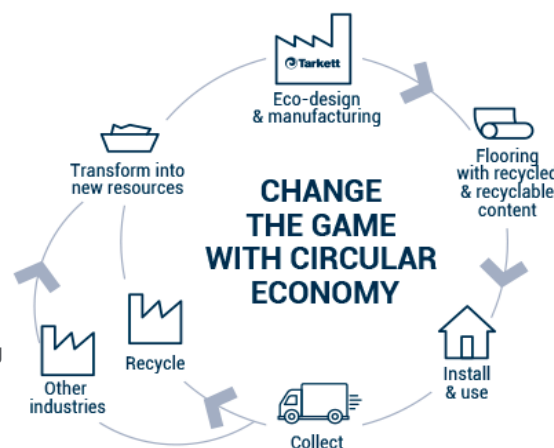 Tarkett
Eco-design
& manufacturing
Flooring
with recycled
& recyclable
content
Install
& use
Collect
Recycle
Other
industries
Transform into
new resources
CHANGE
THE GAME
WITH CIRCULAR
ECONOMY